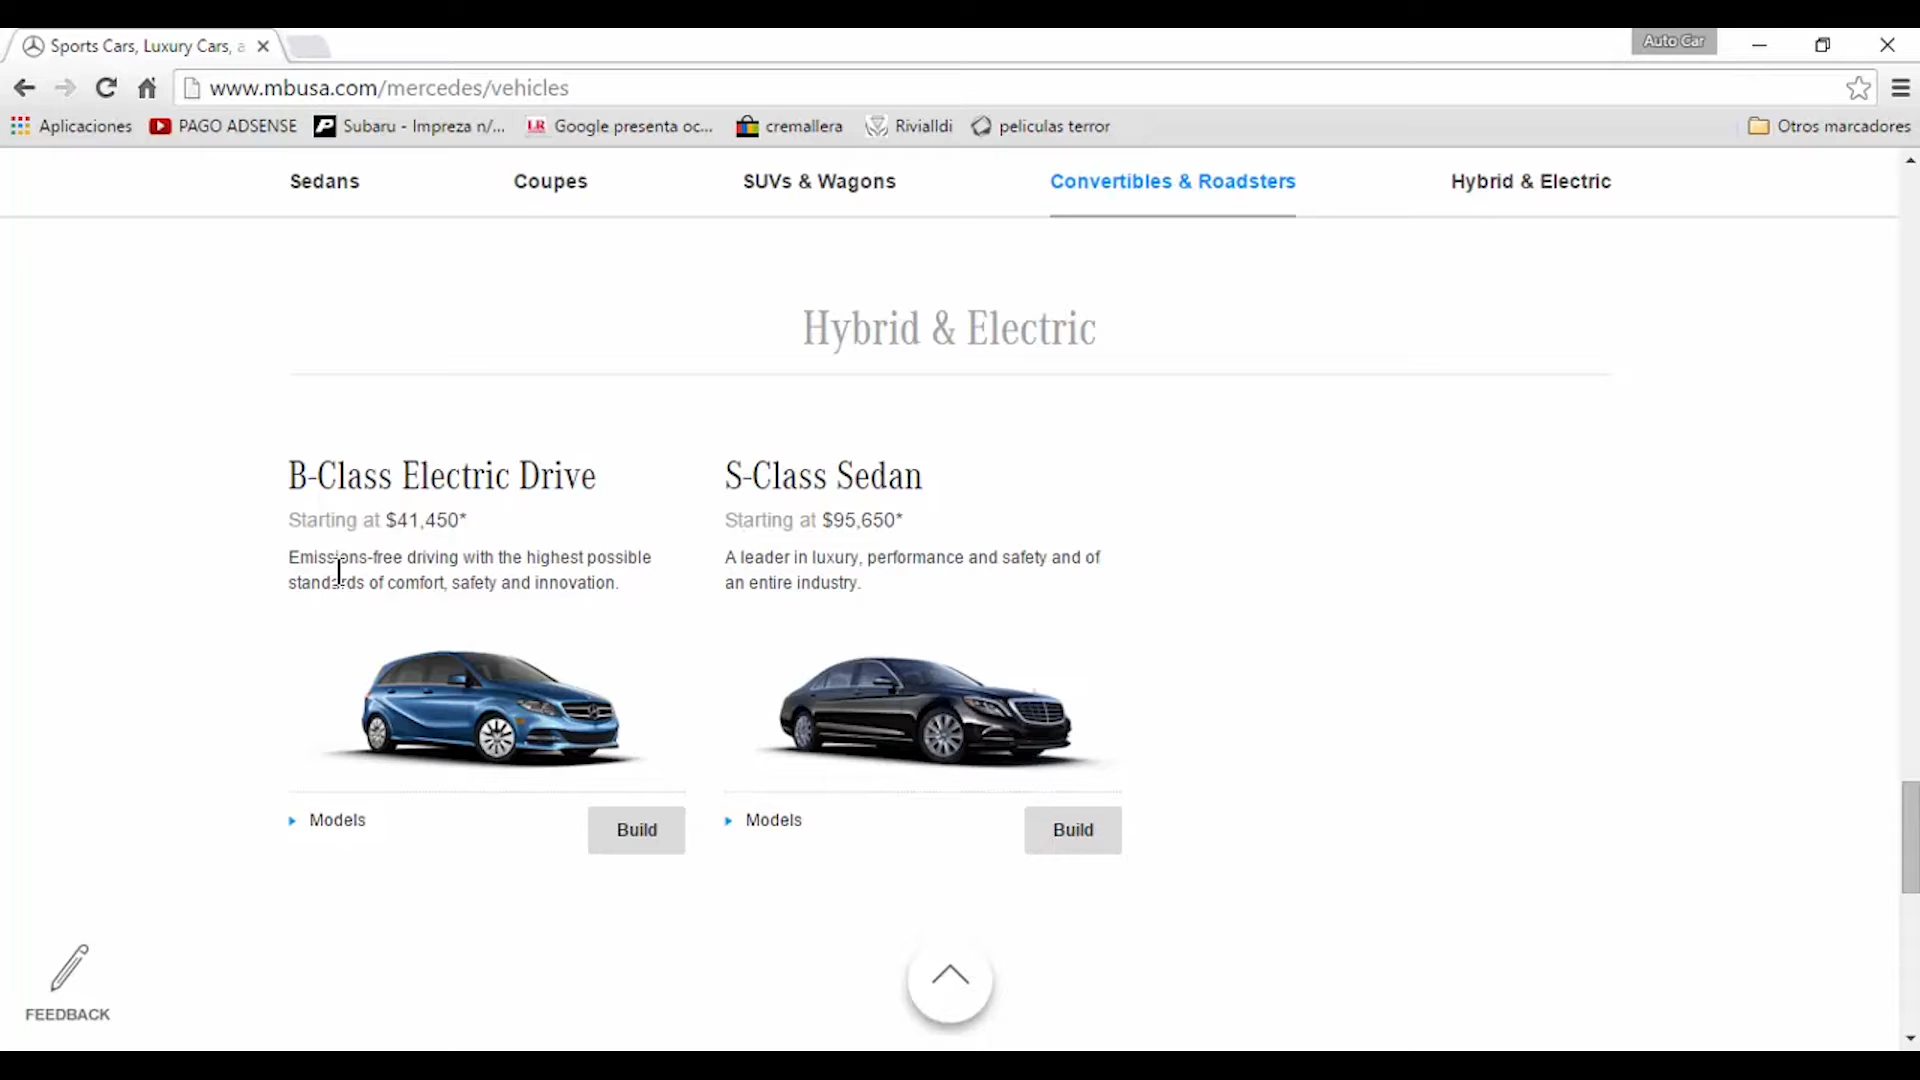 Sports Cars, Luxury Cars, a
Auto Car
www.mbusa.com/mercedes/vehicles
Aplicaciones PAGO ADSENSE Subaru - Impreza n/... LR Google presenta oc... cremallera Rivialldi peliculas terror Otros marcadores
Sedans Coupes SUVs & Wagons Convertibles & Roadsters Hybrid & Electric
Hybrid & Electric
B-Class Electric Drive
Starting at $41,450*
Emissions-free driving with the highest possible
standards of comfort, safety and innovation.
Models
Build
S-Class Sedan
Starting at $95,650*
A leader in luxury, performance and safety and of
an entire industry.
Models
Build
FEEDBACK